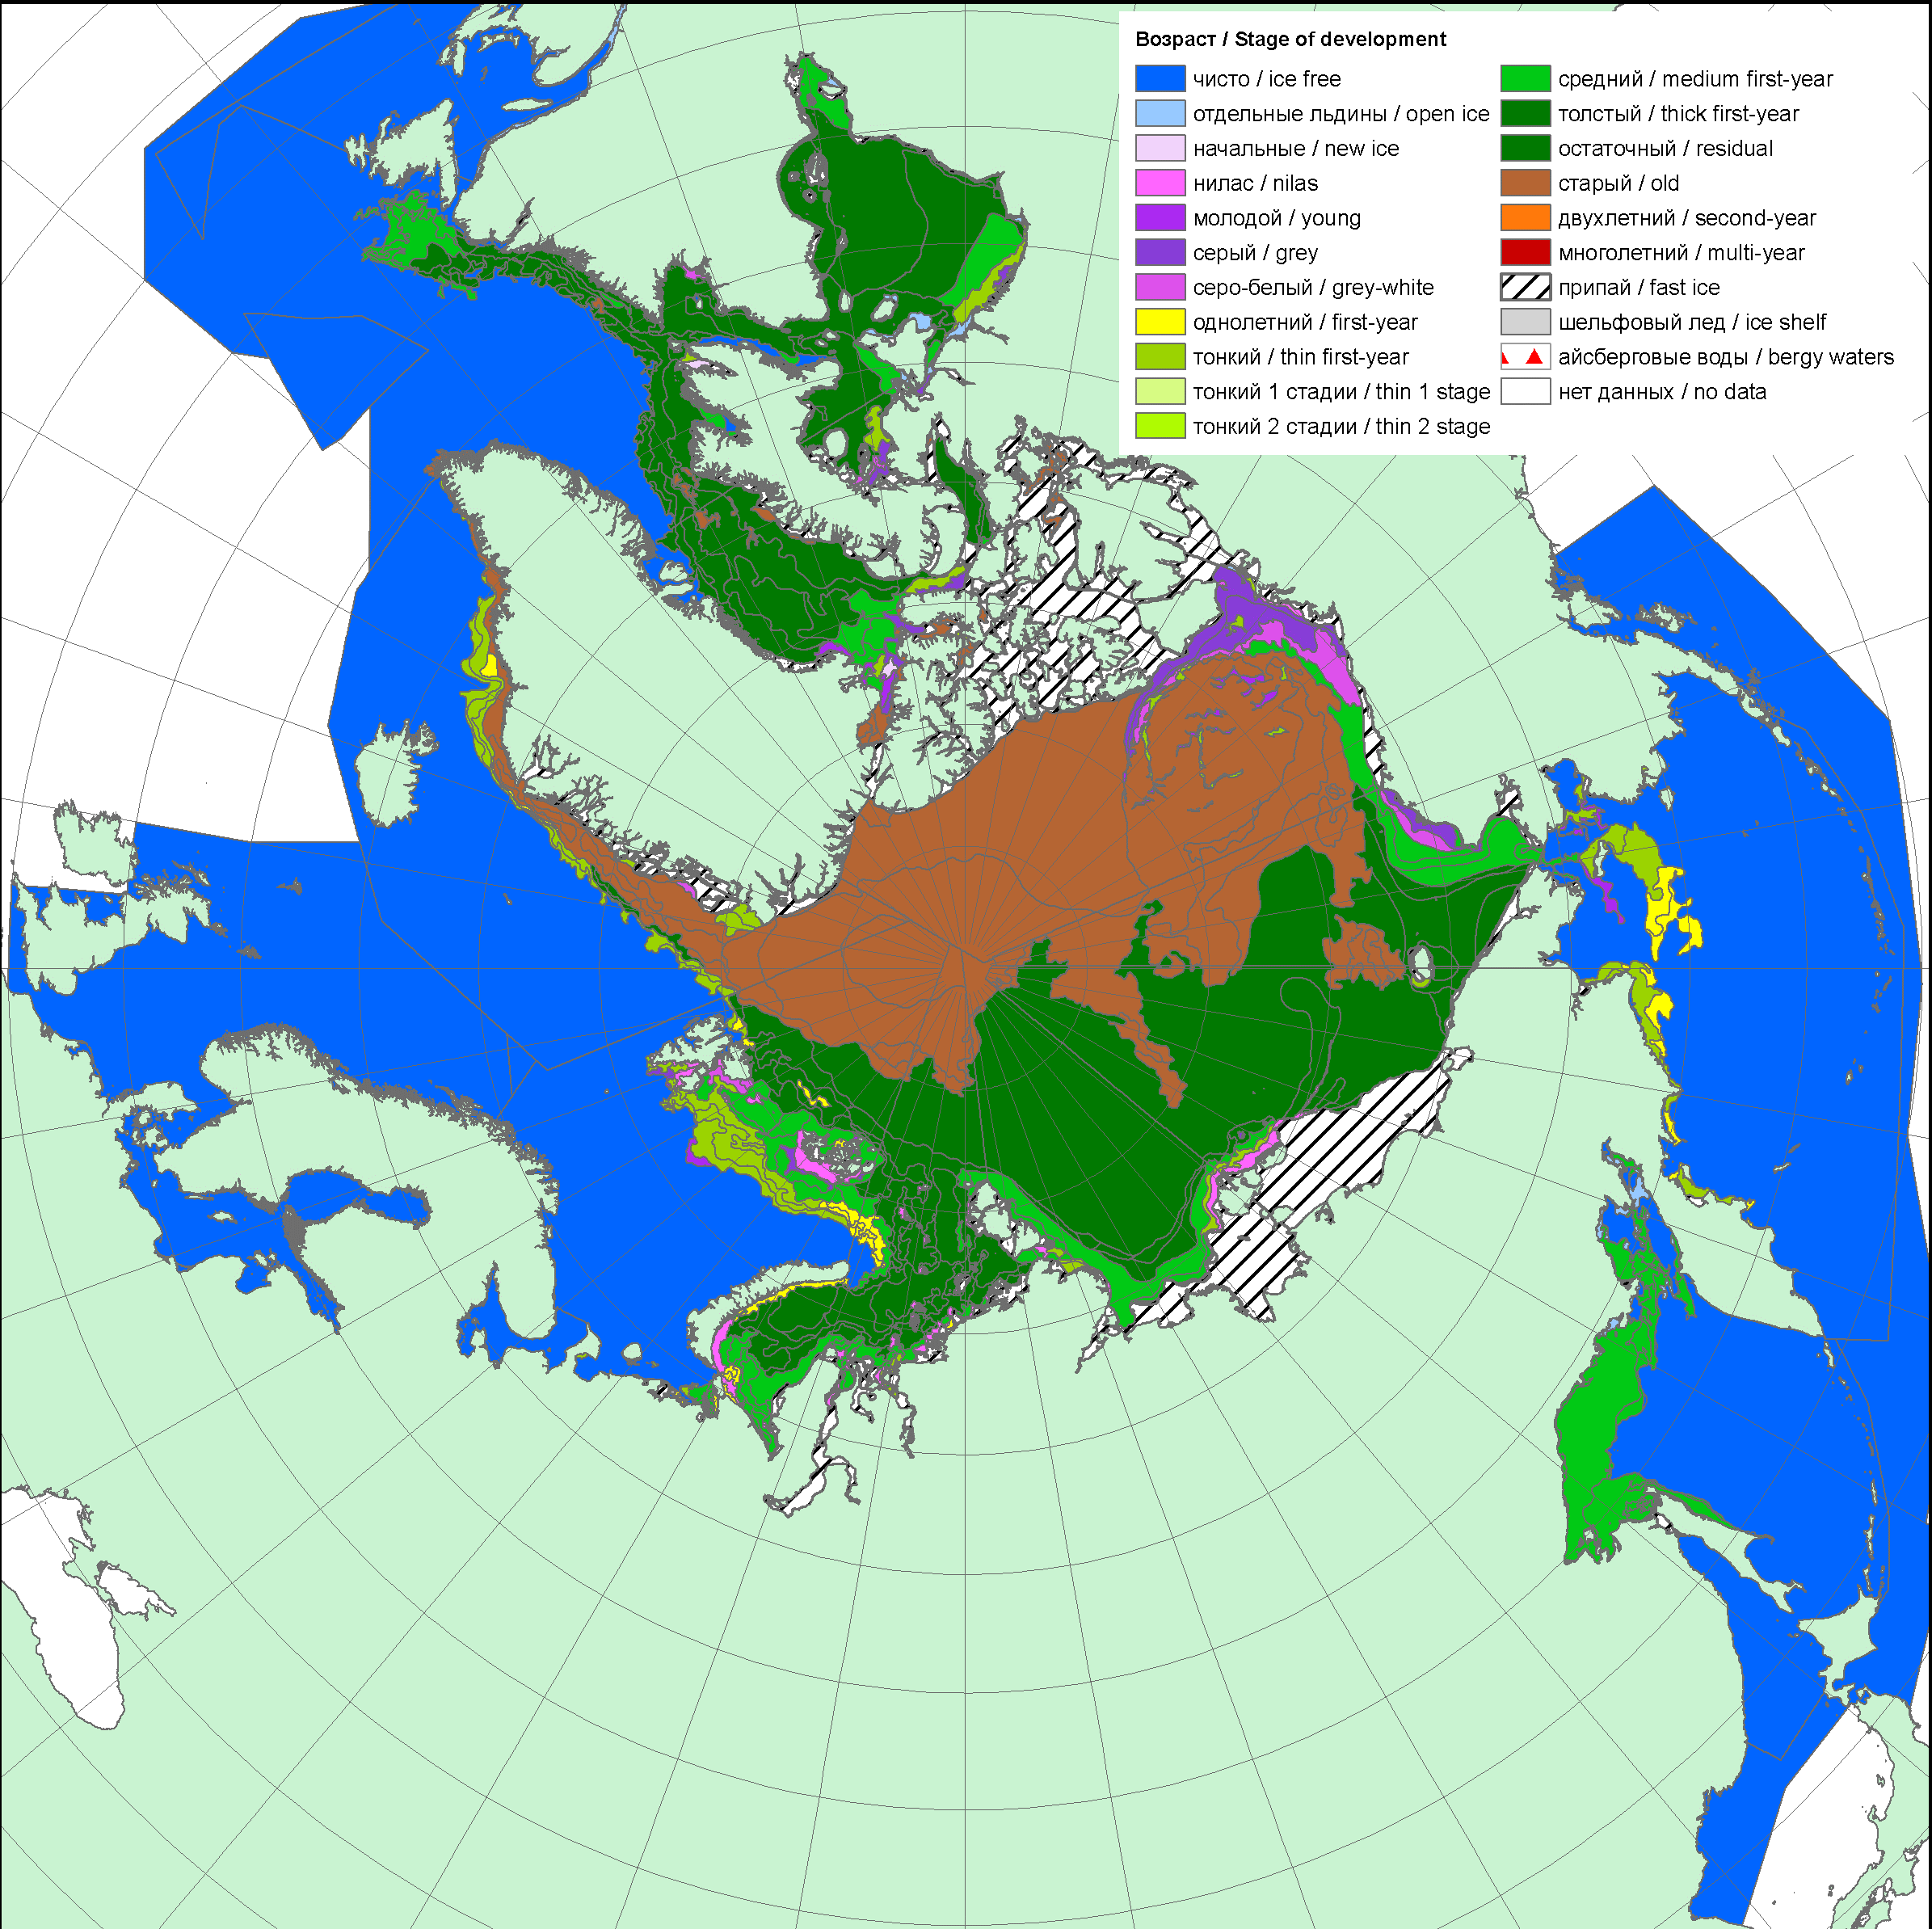 Возраст / Stage of development
чисто / ice free
отдельные льдины / open ice
начальные / new ice
нилас / nilas
молодой / young
серый / grey
серо-белый / grey-white
однолетний / first-year
тонкий / thin first-year
тонкий 1 стадии / thin 1 stage
тонкий 2 стадии / thin 2 stage
средний / medium first-year
толстый / thick first-year
остаточный / residual
старый / old
двухлетний / second-year
многолетний / multi-year
припай / fast ice
шельфовый лед / ice shelf
айсберговые воды / bergy waters
нет данных / no data